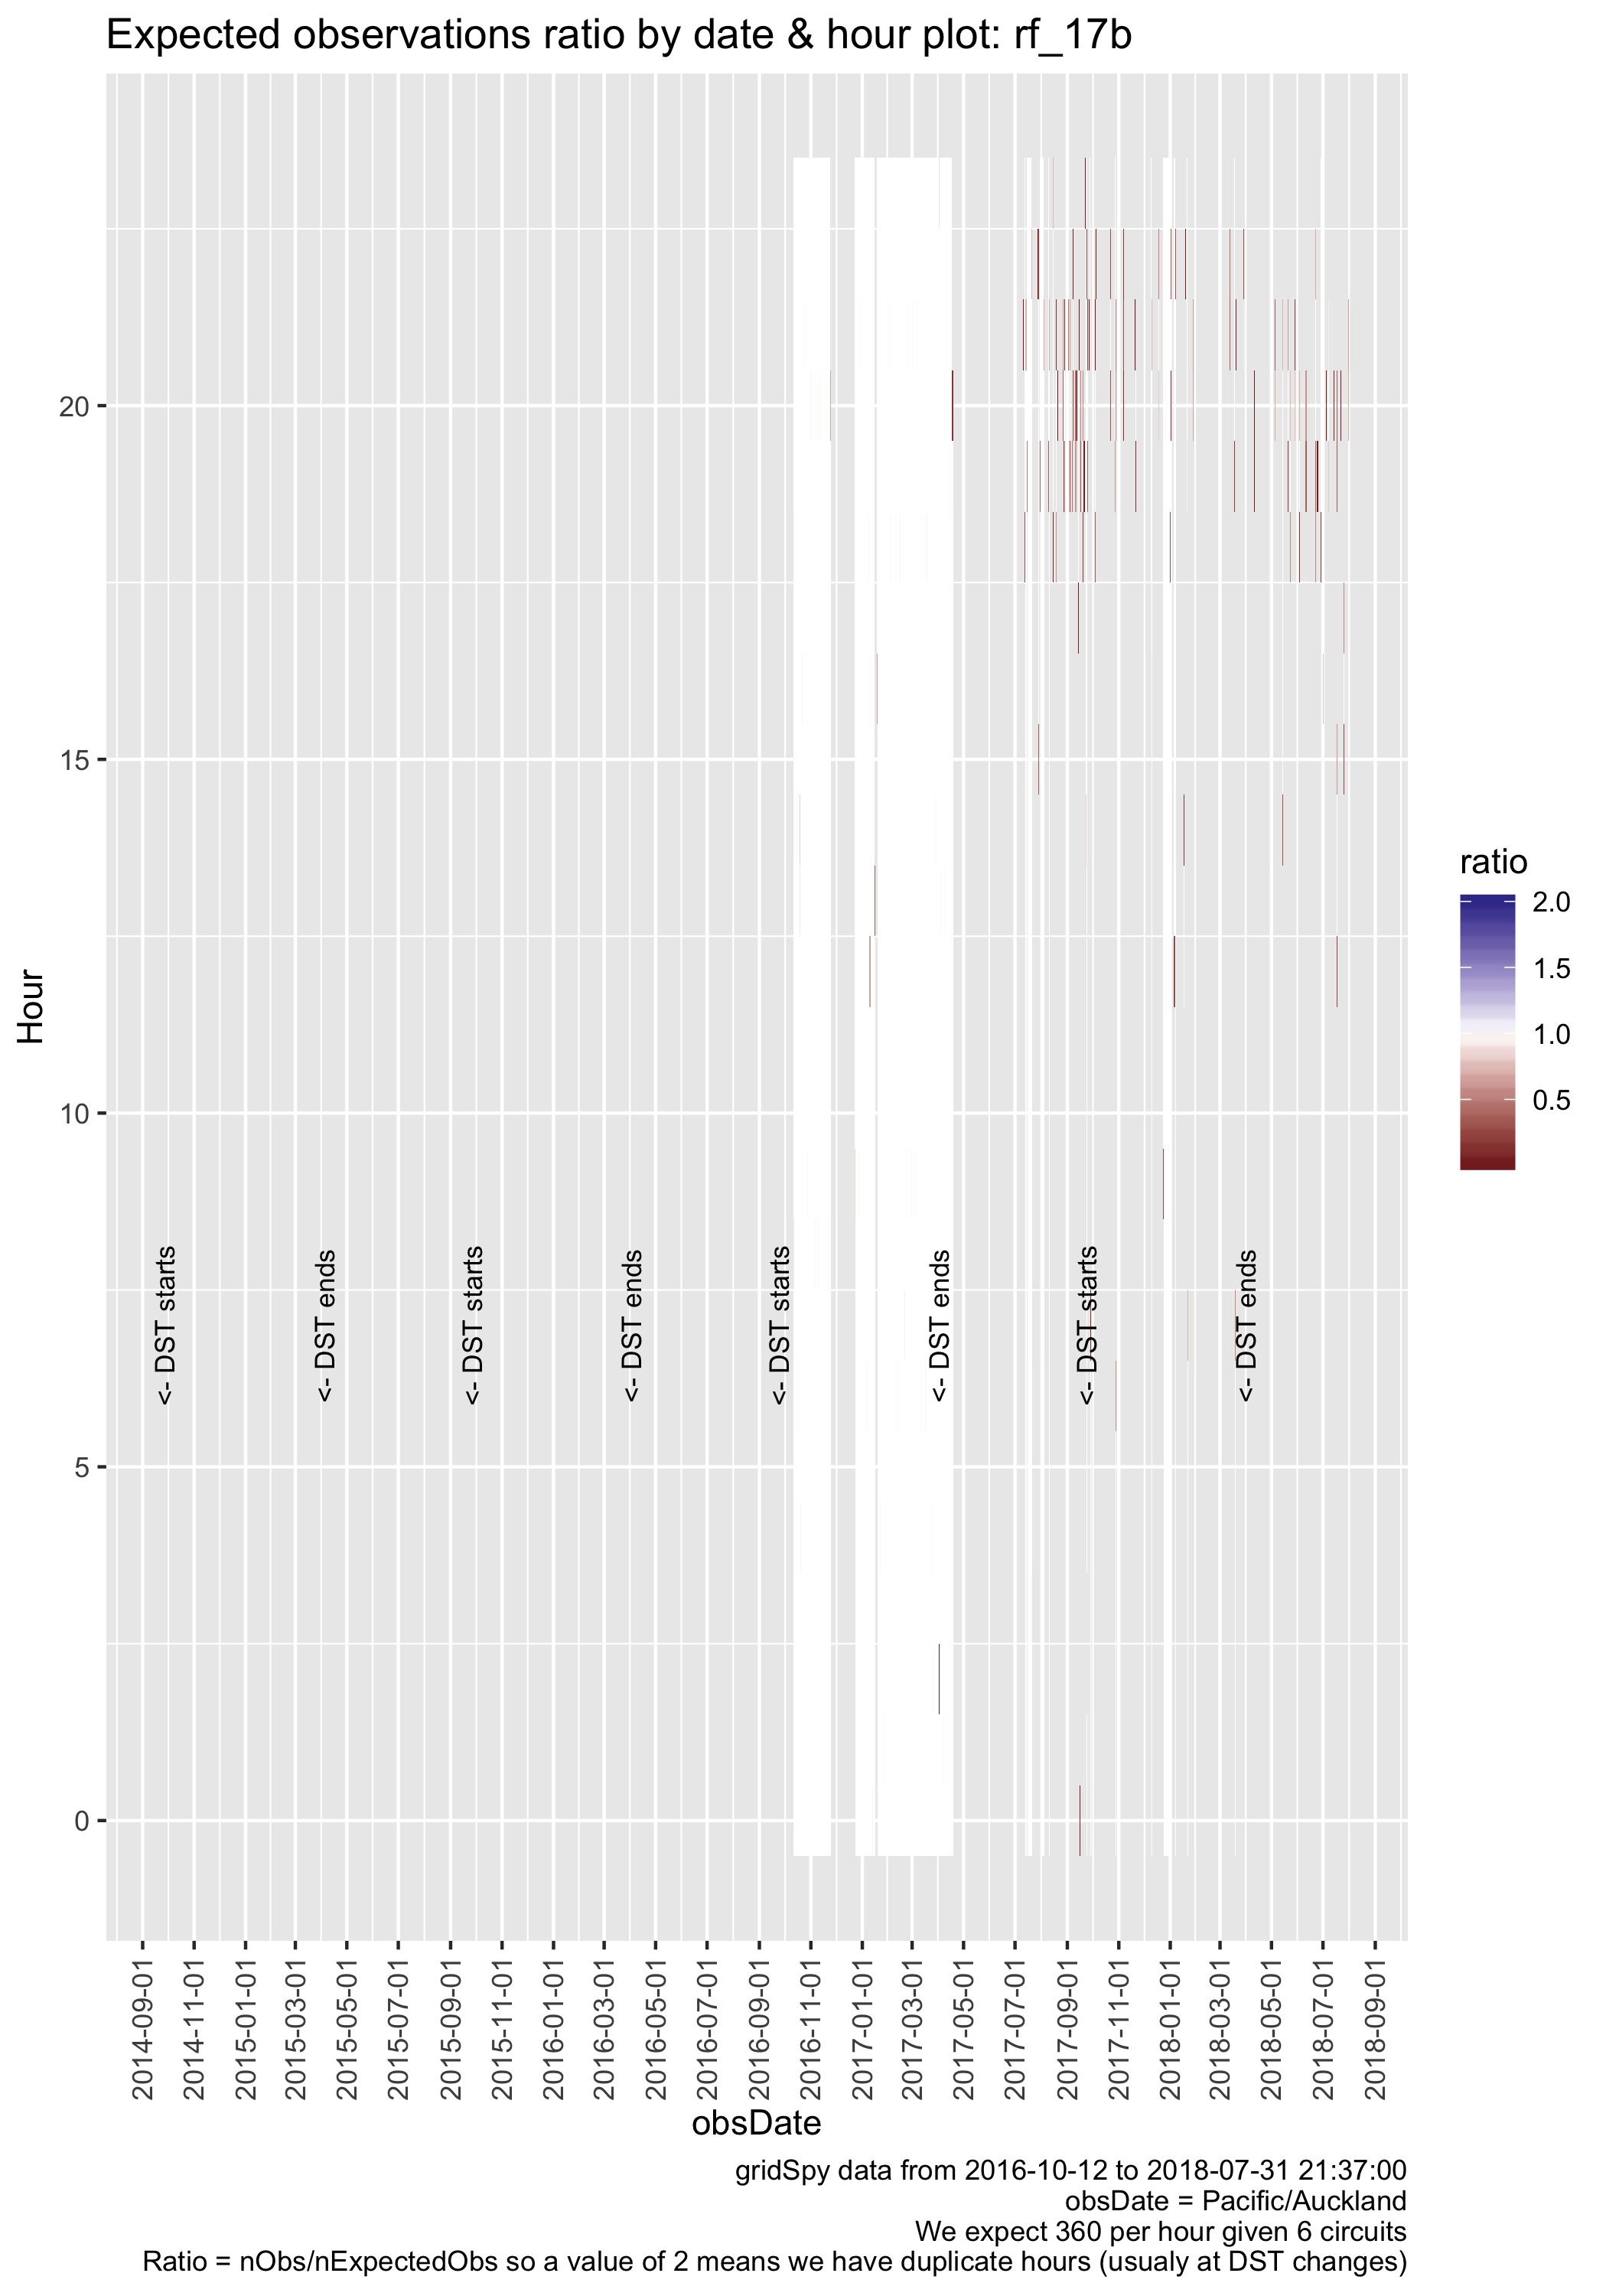 Expected observations ratio by date & hour plot: rf_17b
20
15
10
5
0
Hour
<- DST starts
<- DST ends
<- DST starts
<- DST ends
<- DST starts
<- DST ends
<- DST starts
<- DST ends
ratio
2.0
1.5
1.0
0.5
2014-09-01
2014-11-01
2015-01-01
2015-03-01
2015-05-01
2015-07-01
2015-09-01
2015-11-01
2016-01-01
2016-03-01
2016-05-01
2016-07-01
2016-09-01
2016-11-01
2017-01-01
2017-03-01
2017-05-01
2017-07-01
2017-09-01
2017-11-01
2018-01-01
2018-03-01
2018-05-01
2018-07-01
2018-09-01
obsDate
gridSpy data from 2016-10-12 to 2018-07-31 21:37:00
obsDate = Pacific/Auckland
We expect 360 per hour given 6 circuits
Ratio = nObs/nExpectedObs so a value of 2 means we have duplicate hours (usualy at DST changes)